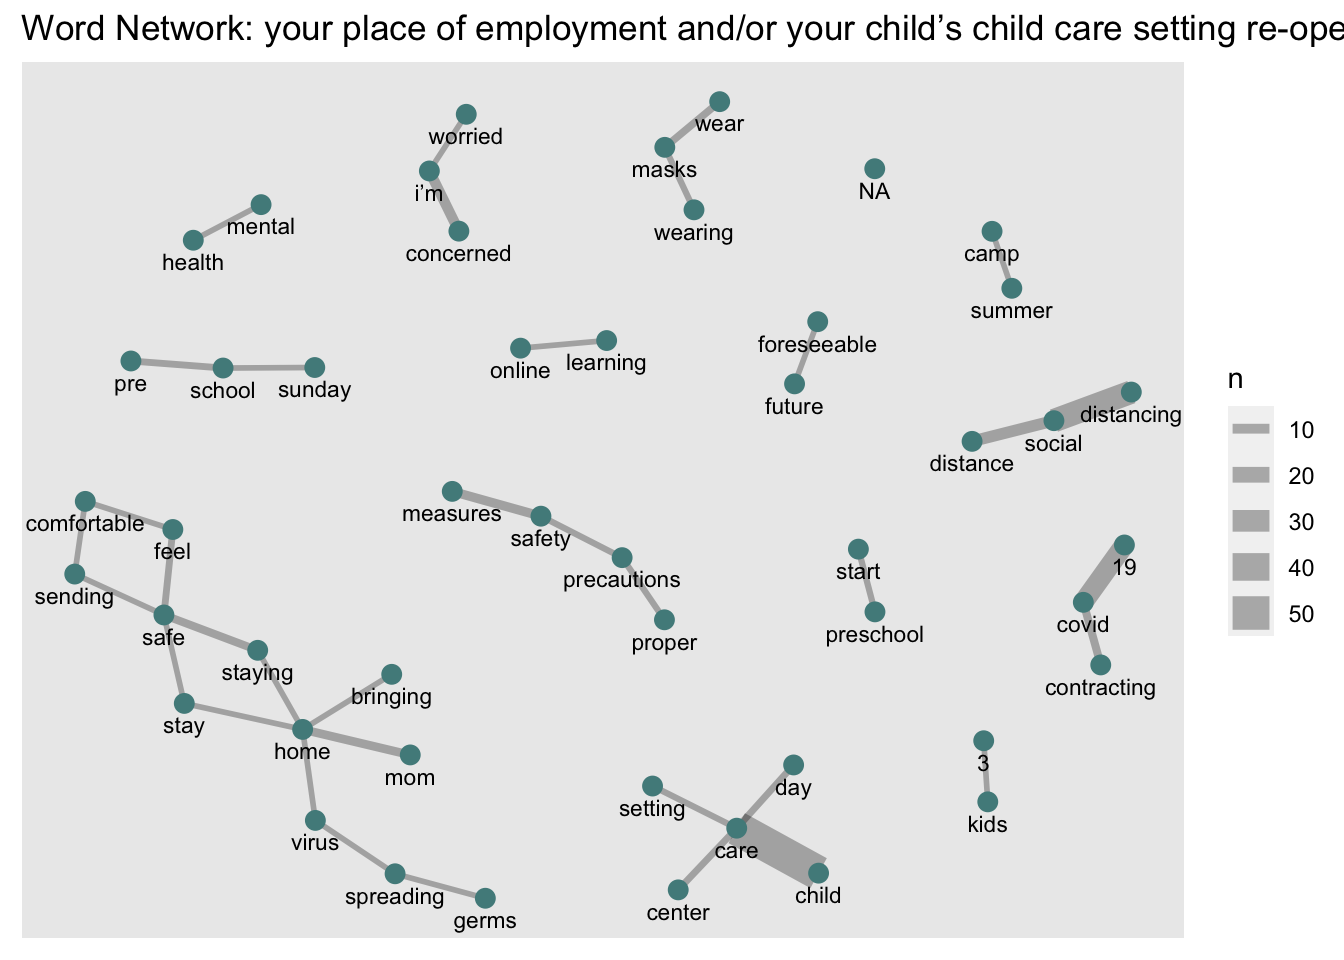 Word Network: your place of employment and/or your child’s child care setting re-ope
wear
worried
masks
NA
i’m
mental
wearing
concerned
camp
health
summer
foreseeable
learning
online
pre
school
sunday
future
distancing
social
distance
n
10
20
30
40
50
measures
comfortable
safety
feel
19
start
precautions
sending
covid
safe
preschool
proper
staying
contracting
bringing
stay
home
3
mom
day
setting
kids
virus
care
child
spreading
center
germs